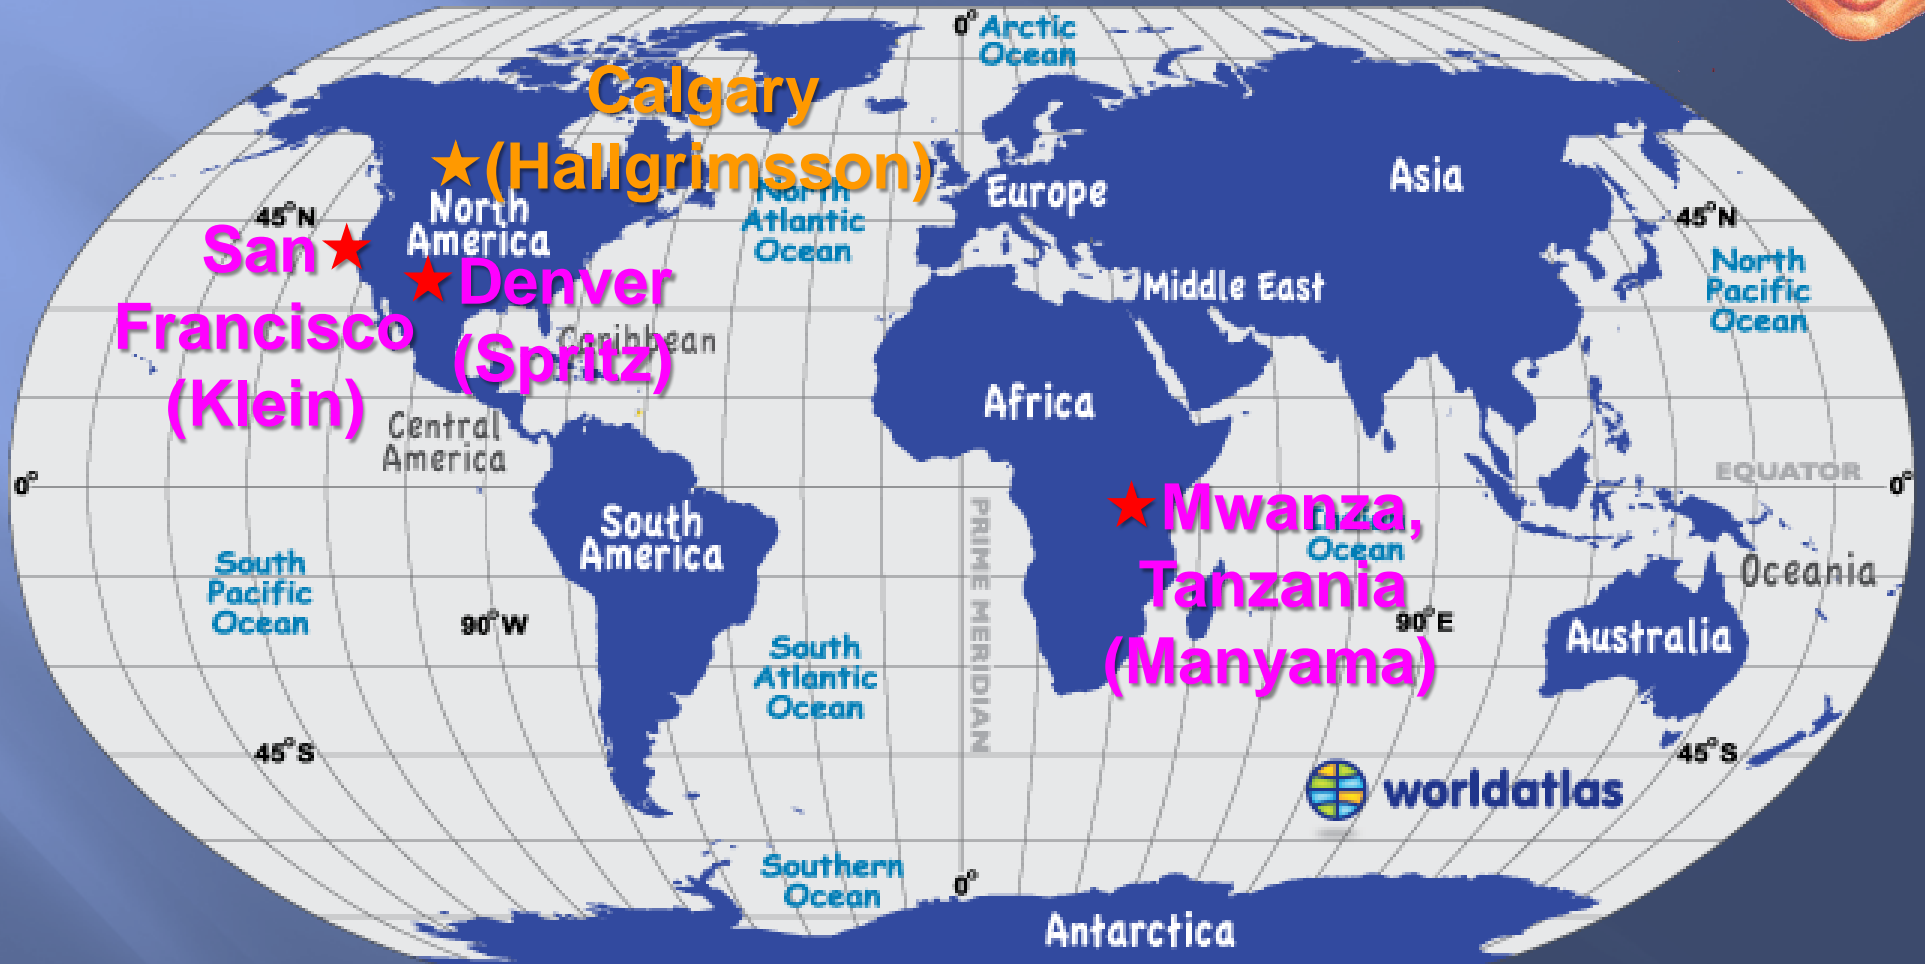 0°
Arctic
Ocean
Calgary
(Hallgrimsson)
North
Atlantic
Ocean
Europe
Asia
North
America
45°N
45°N
San
Francisco
(Klein)
Denver
(Spritz)
Caribbean
Middle East
North
Pacific
Ocean
Central
America
Africa
EQUATOR
0°
0°
South
America
PRIME MERIDIAN
Mwanza,
Tanzania
(Manyama)
Indian
Ocean
Oceania
South
Pacific
Ocean
90°W
90°E
Australia
South
Atlantic
Ocean
45°S
45°S
worldatlas
Southern
Ocean
0°
Antarctica